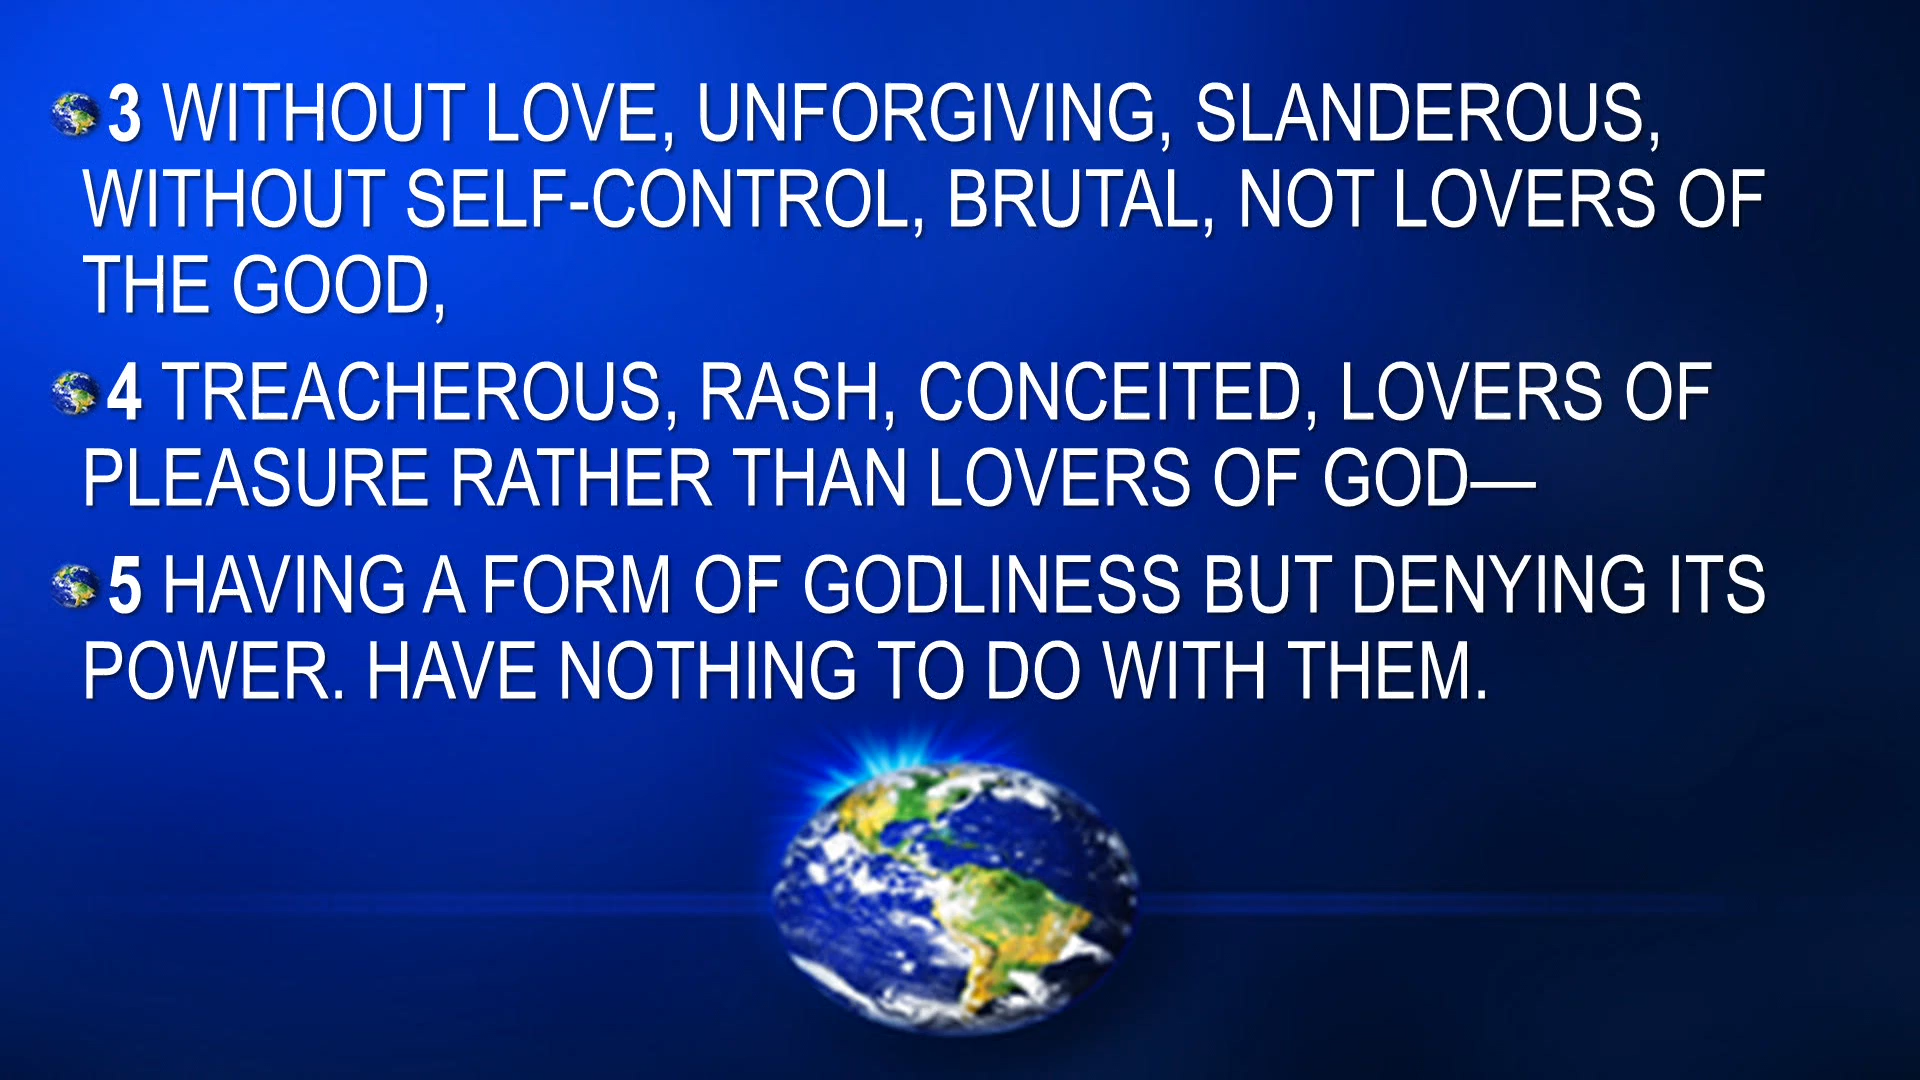 3 WITHOUT LOVE, UNFORGIVING, SLANDEROUS,
WITHOUT SELF-CONTROL, BRUTAL, NOT LOVERS OF
THE GOOD,
4 TREACHEROUS, RASH, CONCEITED, LOVERS OF
PLEASURE RATHER THAN LOVERS OF GOD—
5 HAVING A FORM OF GODLINESS BUT DENYING ITS
POWER. HAVE NOTHING TO DO WITH THEM.